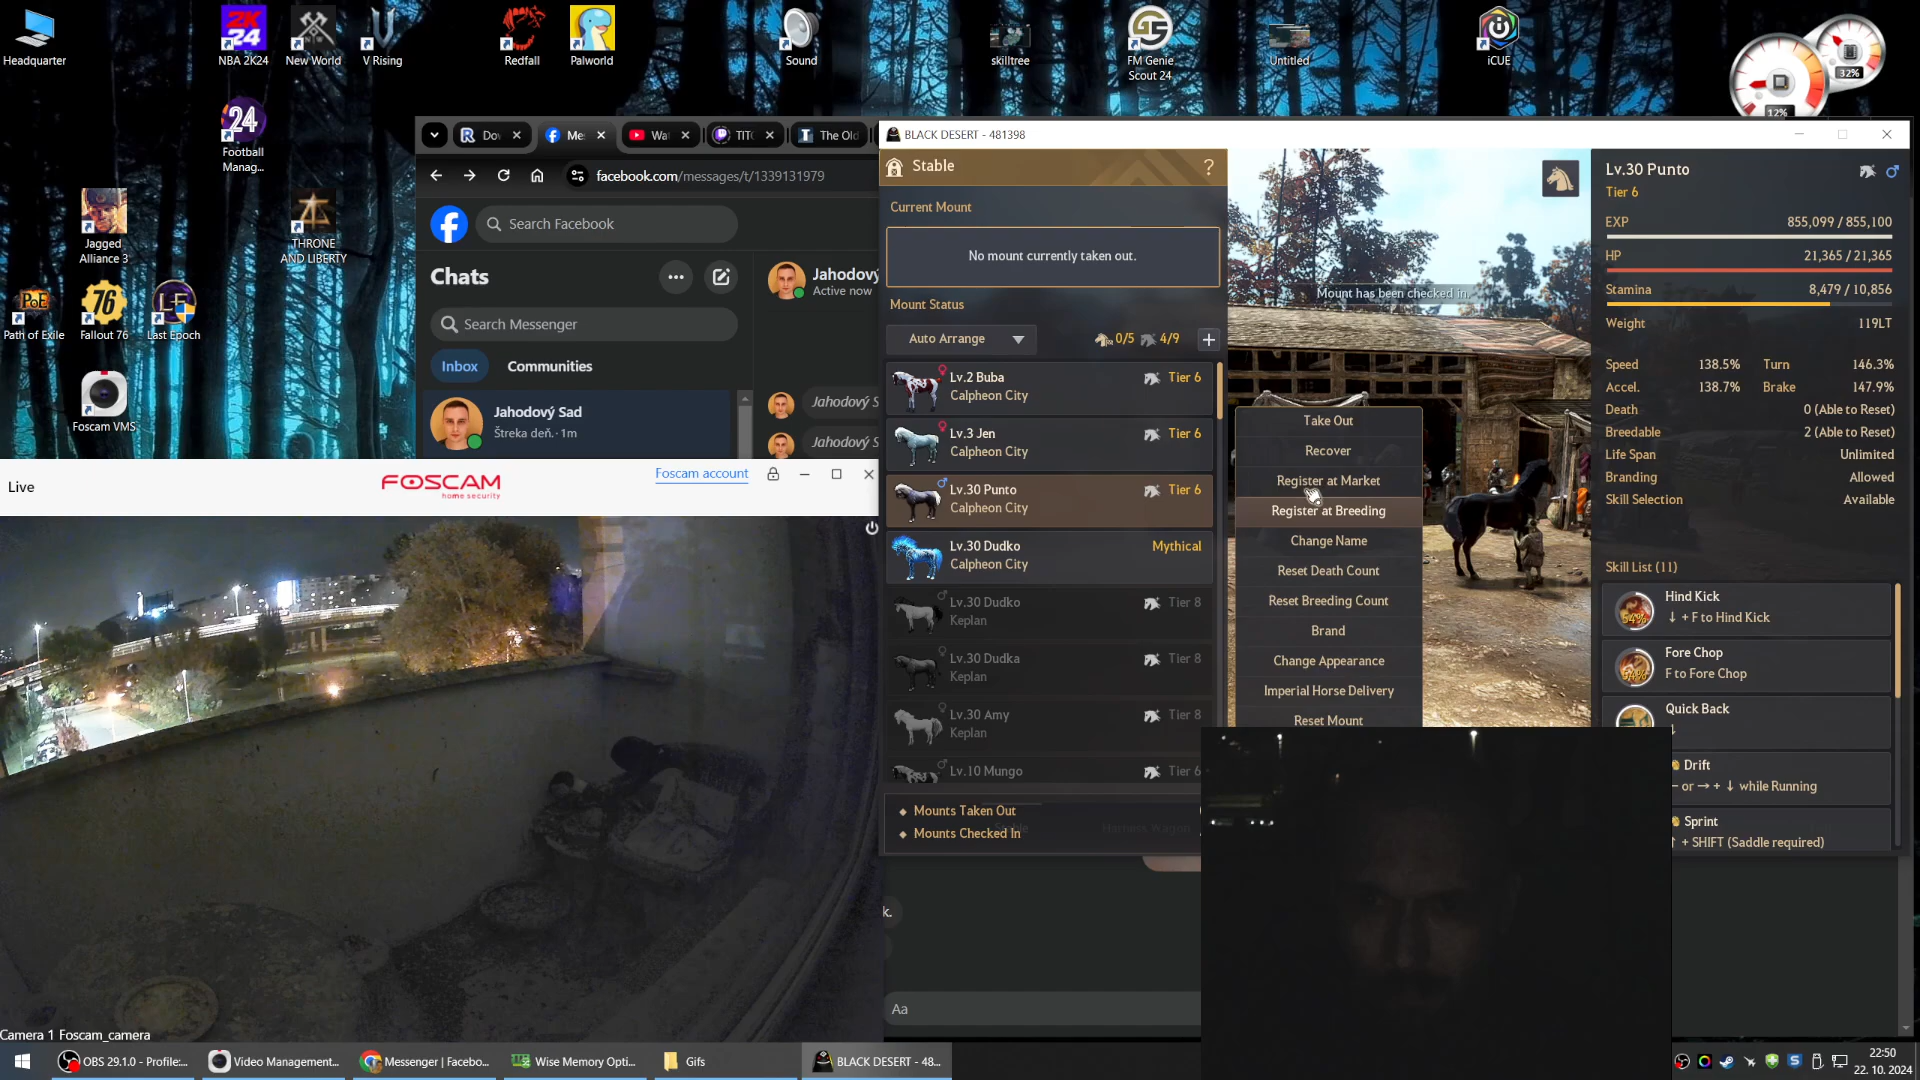 Headquarter
NBA 2K24
New World
V Rising
Redfall
Palworld
Sound
skilltree
FM Genie
Scout 24
Untitled
iCUE
32%
12%
24
Football
Manag...
Jagged
Alliance 3
THRONE
AND LIBERTY
Path of Exile
Fallout 76
Last Epoch
Foscam VMS
facebook.com/messages/t/1339131979
Search Facebook
Chats
Search Messenger
Inbox
Communities
Jahodový Sad
Štreka deň. · 1m
Jahodový
Active now
Jahodový S
Jahodový S
k.
Aa
Live
FOSCAM
home security
Foscam account
Camera 1 Foscam_camera
BLACK DESERT - 481398
Stable
?
Current Mount
No mount currently taken out.
Mount Status
Auto Arrange
0/5
4/9
Lv.2 Buba
Tier 6
Calpheon City
Lv.3 Jen
Tier 6
Calpheon City
Lv.30 Punto
Tier 6
Calpheon City
Lv.30 Dudko
Mythical
Calpheon City
Lv.30 Dudko
Tier 8
Keplan
Lv.30 Dudka
Tier 8
Keplan
Lv.30 Amy
Tier 8
Keplan
Lv.10 Mungo
Tier 6
Mounts Taken Out
Mounts Checked In
Mount has been checked in.
Take Out
Recover
Register at Market
Register at Breeding
Change Name
Reset Death Count
Reset Breeding Count
Brand
Change Appearance
Imperial Horse Delivery
Reset Mount
Lv.30 Punto
Tier 6
EXP 855,099 / 855,100
HP 21,365 / 21,365
Stamina 8,479 / 10,856
Weight 119LT
Speed 138.5% Turn 146.3%
Accel. 138.7% Brake 147.9%
Death 0 (Able to Reset)
Breedable 2 (Able to Reset)
Life Span Unlimited
Branding Allowed
Skill Selection Available
Skill List (11)
Hind Kick
↓ + F to Hind Kick
Fore Chop
F to Fore Chop
Quick Back
↓
Drift
or → + ↓ while Running
Sprint
↑ + SHIFT (Saddle required)
OBS 29.1.0 - Profile:...
Video Management...
Messenger | Facebo...
Wise Memory Opti...
Gifs
BLACK DESERT - 48...
22:50
22. 10. 2024